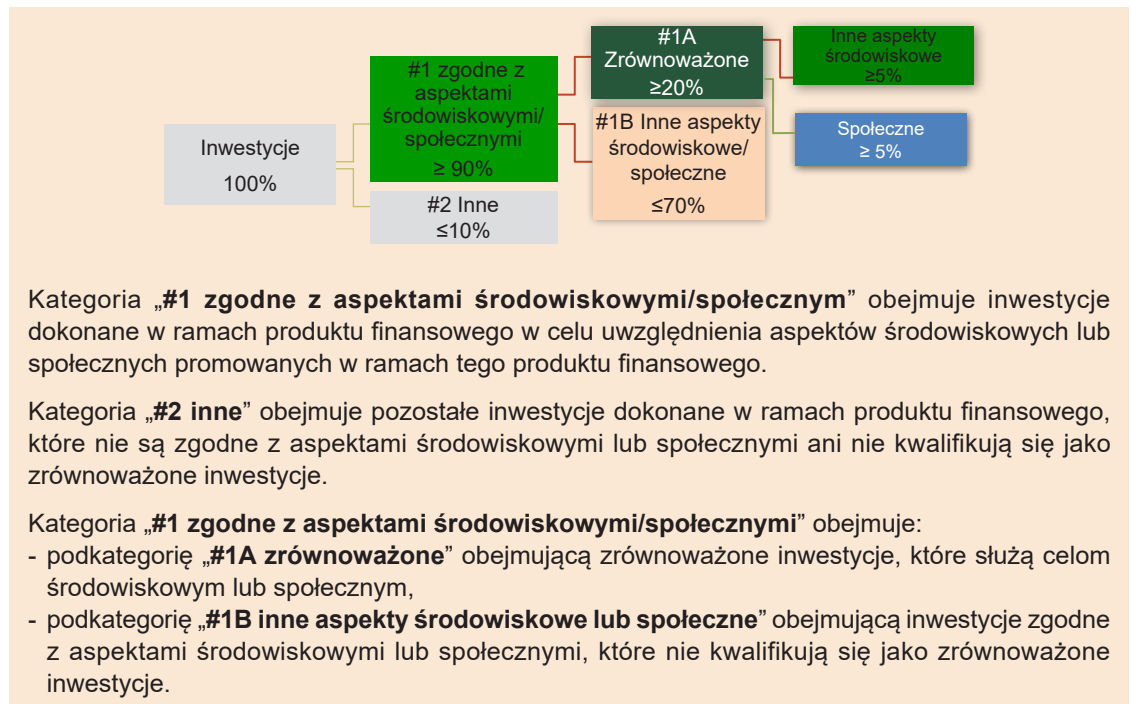 Inwestycje
100%
#1 zgodne z
aspektami
środowiskowymi/
społecznymi
≥ 90%
#2 Inne
≤10%
#1A
Zrównoważone
≥20%
#1B Inne aspekty
środowiskowe/
społeczne
≤70%
Inne aspekty
środowiskowe
≥5%
Społeczne
≥ 5%
Kategoria „#1 zgodne z aspektami środowiskowymi/społecznym” obejmuje inwestycje
dokonane w ramach produktu finansowego w celu uwzględnienia aspektów środowiskowych lub
społecznych promowanych w ramach tego produktu finansowego.
Kategoria „#2 inne” obejmuje pozostałe inwestycje dokonane w ramach produktu finansowego,
które nie są zgodne z aspektami środowiskowymi lub społecznymi ani nie kwalifikują się jako
zrównoważone inwestycje.
Kategoria „#1 zgodne z aspektami środowiskowymi/społecznymi” obejmuje:
- podkategorię „#1A zrównoważone” obejmującą zrównoważone inwestycje, które służą celom
środowiskowym lub społecznym,
- podkategorię „#1B inne aspekty środowiskowe lub społeczne” obejmującą inwestycje zgodne
z aspektami środowiskowymi lub społecznymi, które nie kwalifikują się jako zrównoważone
inwestycje.